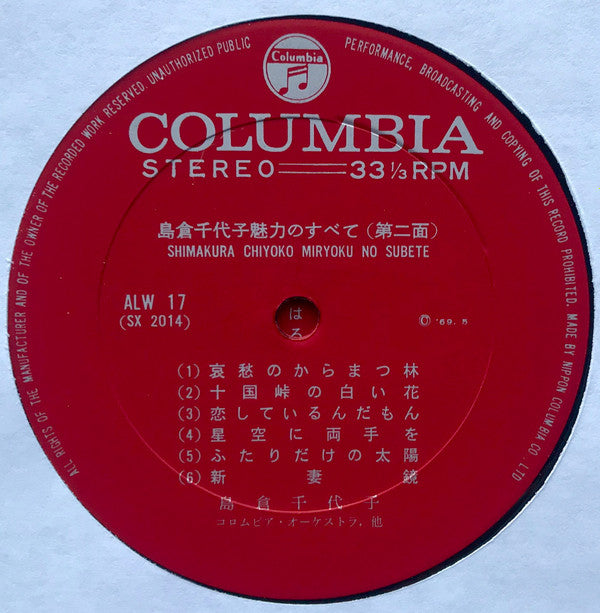 ALL RIGHTS OF THE MANUFACTURER AND OF THE OWNER OF THE RECORDED WORK RESERVED. UNAUTHORIZED PUBLIC PERFORMANCE, BROADCASTING AND COPYING OF THIS RECORD PROHIBITED. MADE BY NIPPON COLUMBIA CO., LTD
Columbia
COLUMBIA
STEREO 33 1/3 RPM
島倉千代子魅力のすべて(第二面)
SHIMAKURA CHIYOKO MIRYOKU NO SUBETE
ALW 17
(SX 2014)
はる
© '69. 5
(1) 哀愁のからまつ林
(2) 十国峠の白い花
(3) 恋しているんだもん
(4) 星空に両手を
(5) ふたりだけの太陽
(6) 新妻鏡
島倉千代子
コロムビア・オーケストラ, 他